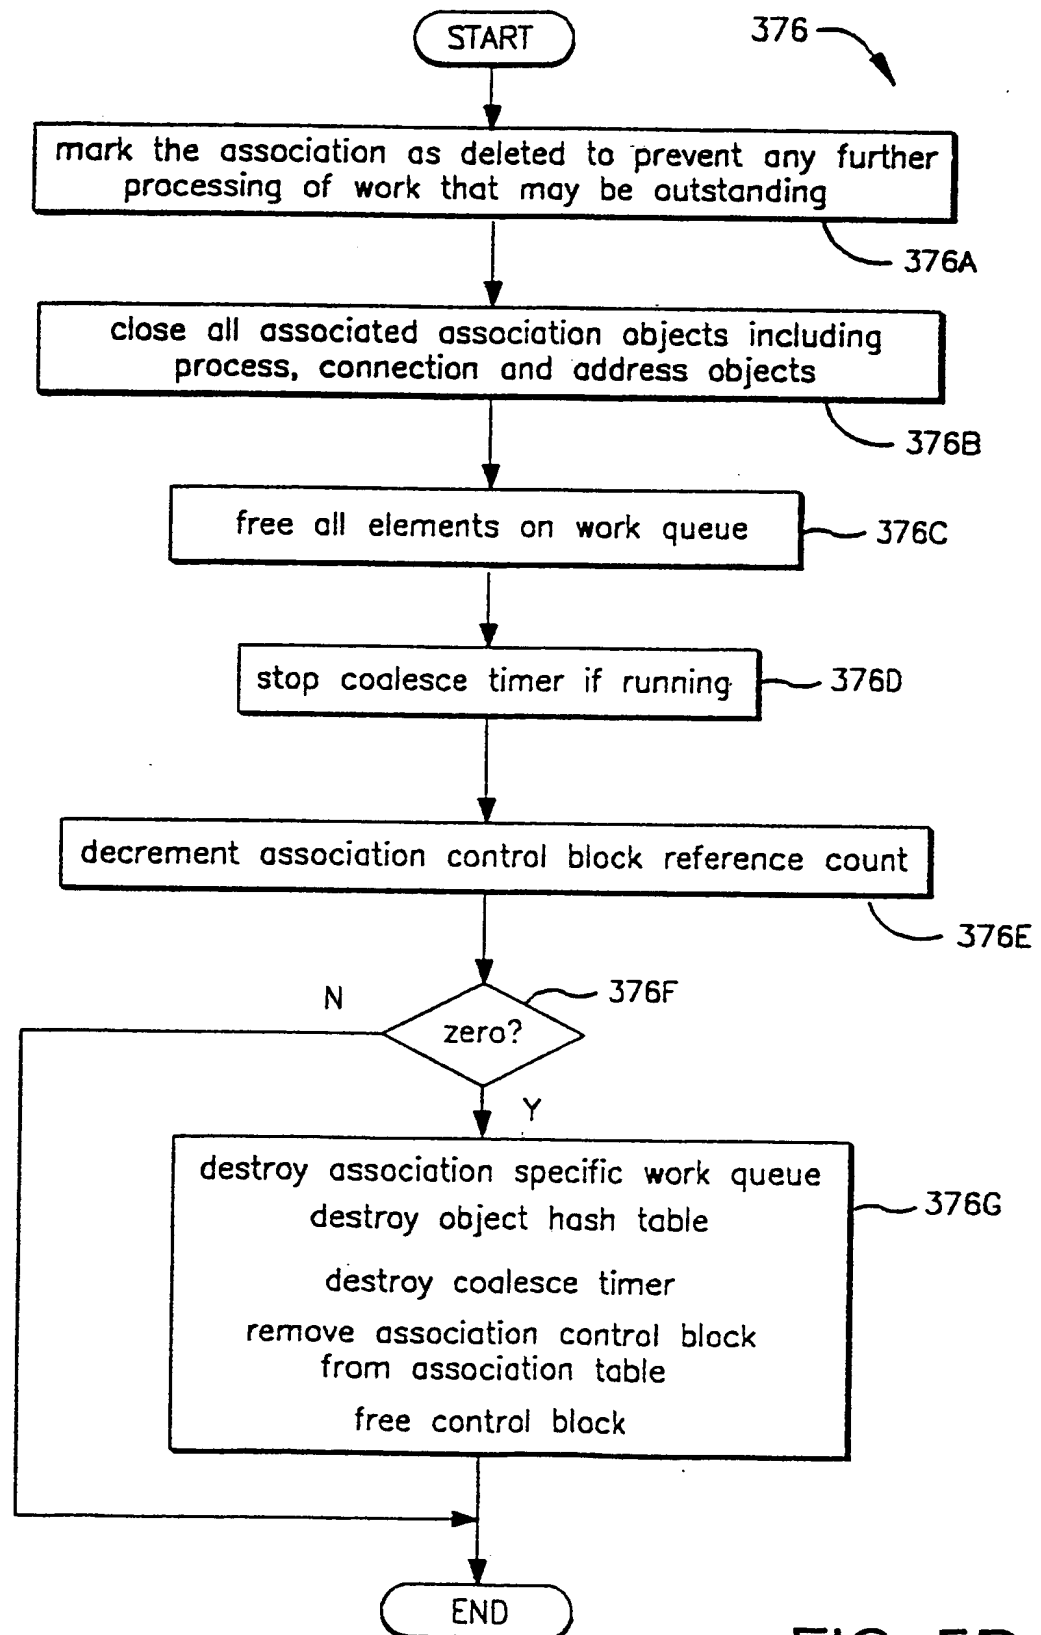 START
376
mark the association as deleted to prevent any further
processing of work that may be outstanding
376A
close all associated association objects including
process, connection and address objects
376B
free all elements on work queue
376C
stop coalesce timer if running
376D
decrement association control block reference count
376E
376F
N
zero?
Y
destroy association specific work queue
destroy object hash table
destroy coalesce timer
remove association control block
from association table
free control block
376G
END